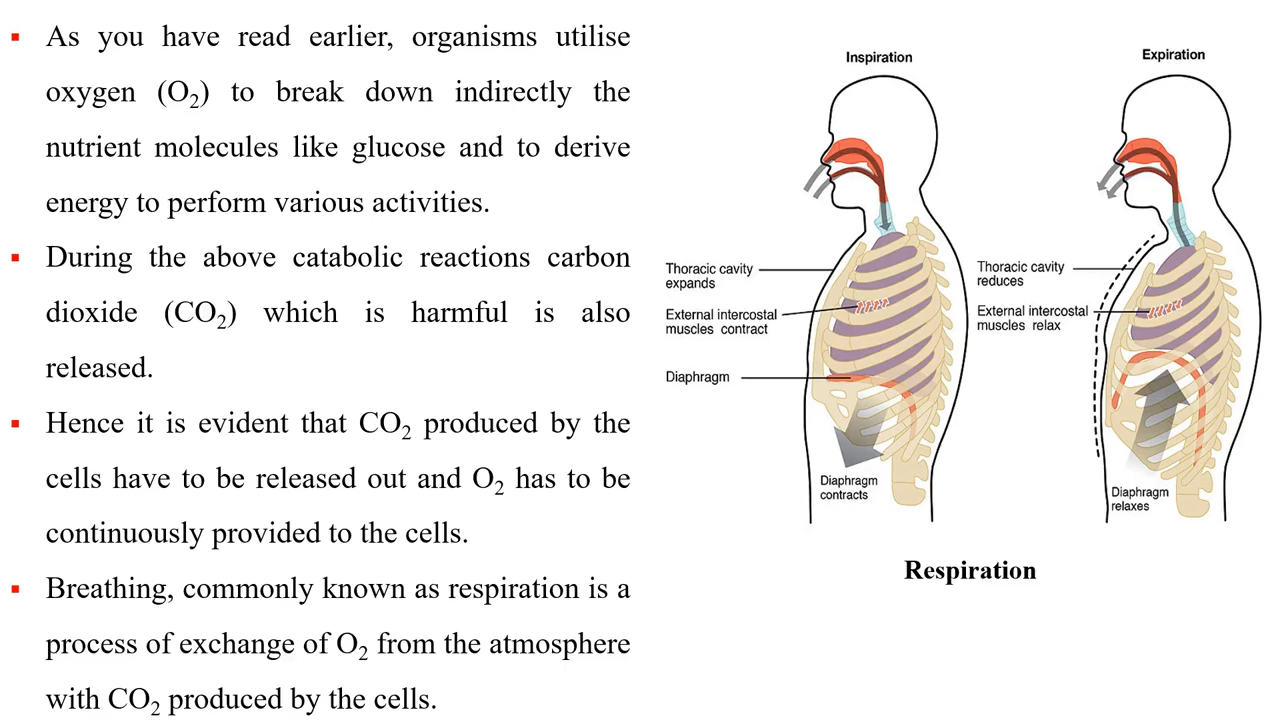 ▪ As you have read earlier, organisms utilise
oxygen (O₂) to break down indirectly the
nutrient molecules like glucose and to derive
energy to perform various activities.
▪ During the above catabolic reactions carbon
dioxide (CO₂) which is harmful is also
released.
▪ Hence it is evident that CO₂ produced by the
cells have to be released out and O₂ has to be
continuously provided to the cells.
▪ Breathing, commonly known as respiration is a
process of exchange of O₂ from the atmosphere
with CO₂ produced by the cells.
Inspiration
Thoracic cavity
expands
External intercostal
muscles contract
Diaphragm
Diaphragm
contracts
Expiration
Thoracic cavity
reduces
External intercostal
muscles relax
Diaphragm
relaxes
Respiration